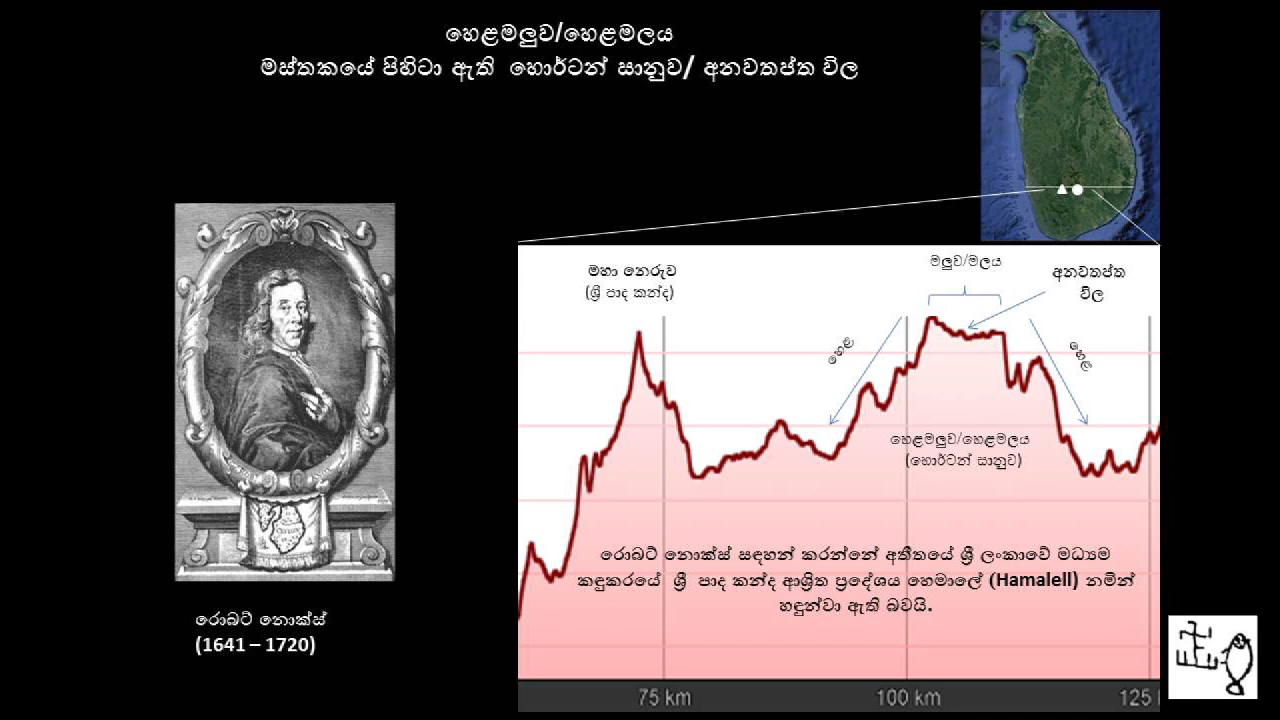 හෙළමලුව/හෙළමලය
මස්තකයේ පිහිටා ඇති හොර්ටන් සානුව/ අනවතප්ත විල
මහා නෙරුව
(ශ්‍රී පාද කන්ද)
මලුව/මලය
අනවතප්ත
විල
හෙළ
හෙළ
හෙළමලුව/හෙළමලය
(හොර්ටන් සානුව)
රොබට් නොක්ස් සඳහන් කරන්නේ අතීතයේ ශ්‍රී ලංකාවේ මධ්‍යම
කඳුකරයේ ශ්‍රී පාද කන්ද ආශ්‍රිත ප්‍රදේශය හෙමාලේ (Hamalell) නමින්
හඳුන්වා ඇති බවයි.
රොබට් නොක්ස්
(1641 – 1720)
75 km
100 km
125